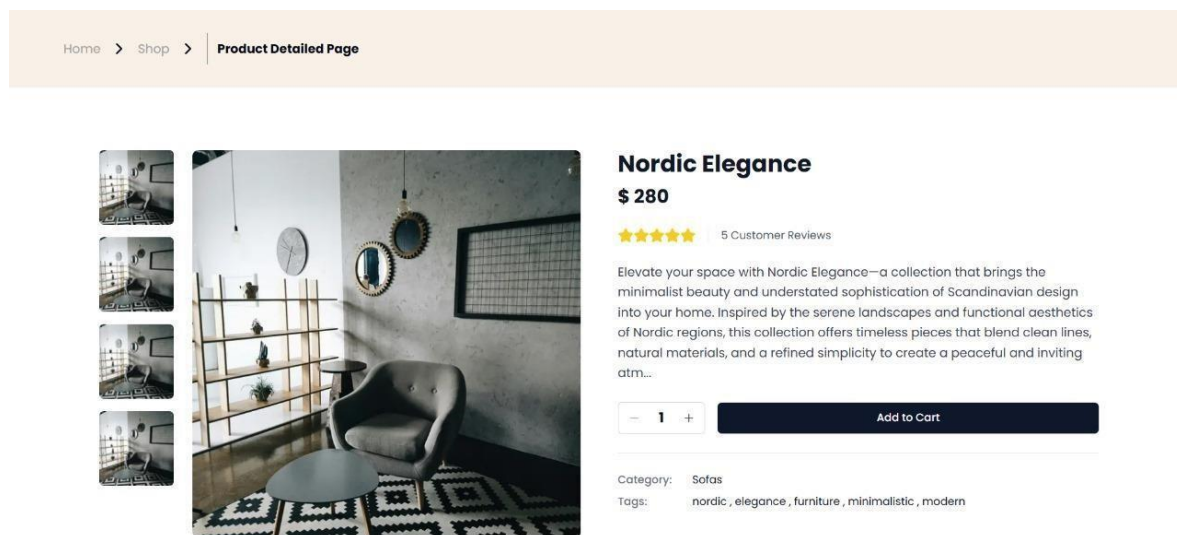 Home > Shop > Product Detailed Page
Nordic Elegance
$ 280
5 Customer Reviews
Elevate your space with Nordic Elegance—a collection that brings the
minimalist beauty and understated sophistication of Scandinavian design
into your home. Inspired by the serene landscapes and functional aesthetics
of Nordic regions, this collection offers timeless pieces that blend clean lines,
natural materials, and a refined simplicity to create a peaceful and inviting
atm...
− 1 + Add to Cart
Category: Sofas
Tags: nordic , elegance , furniture , minimalistic , modern